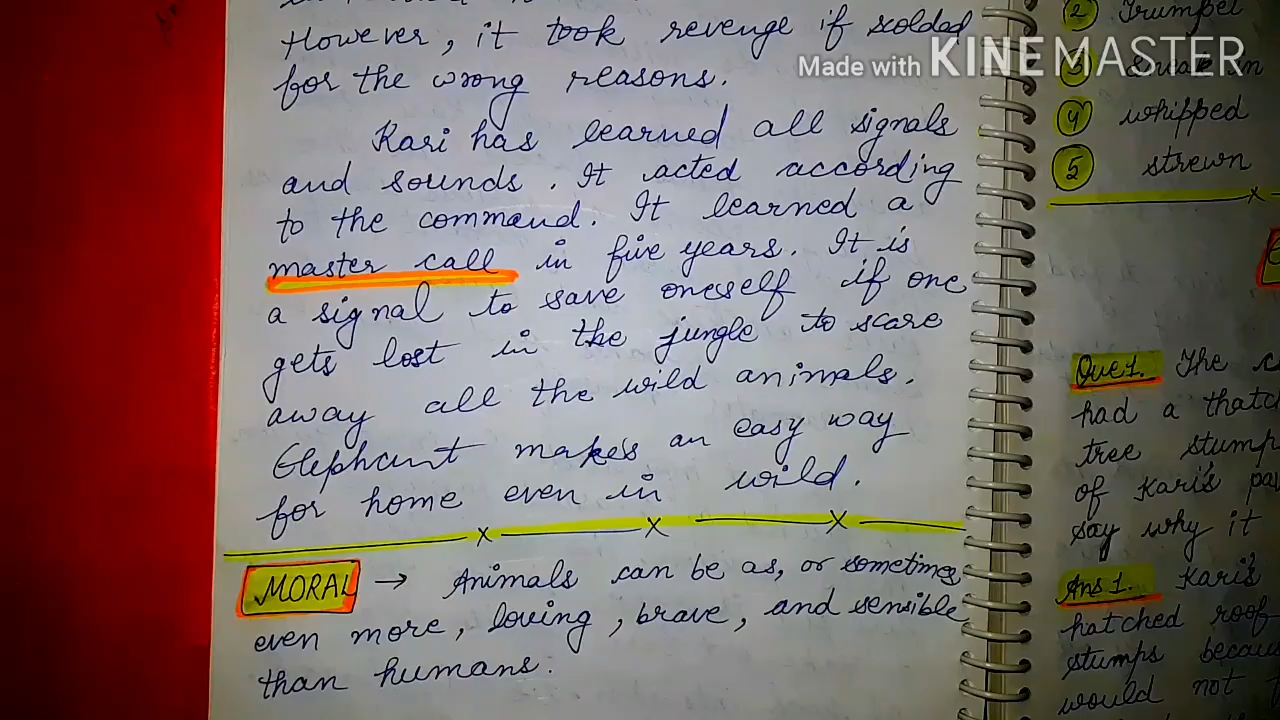 However, it took revenge if scolded
for the wrong reasons.
Kari has learned all signals
and sounds. It acted according
to the command. It learned a
master call in five years. It is
a signal to save oneself if one
gets lost in the jungle to scare
away all the wild animals.
Elephant makes an easy way
for home even in wild.
MORAL → Animals can be as, or sometimes
even more, loving, brave, and sensible
than humans.
Made with KINEMASTER
2 Trumpet
3
4 whipped
5 strewn
Que 1. The
had a
tree stump
of Kari's
say why it
Ans 1. Kari's
hatched roof
stumps
would not